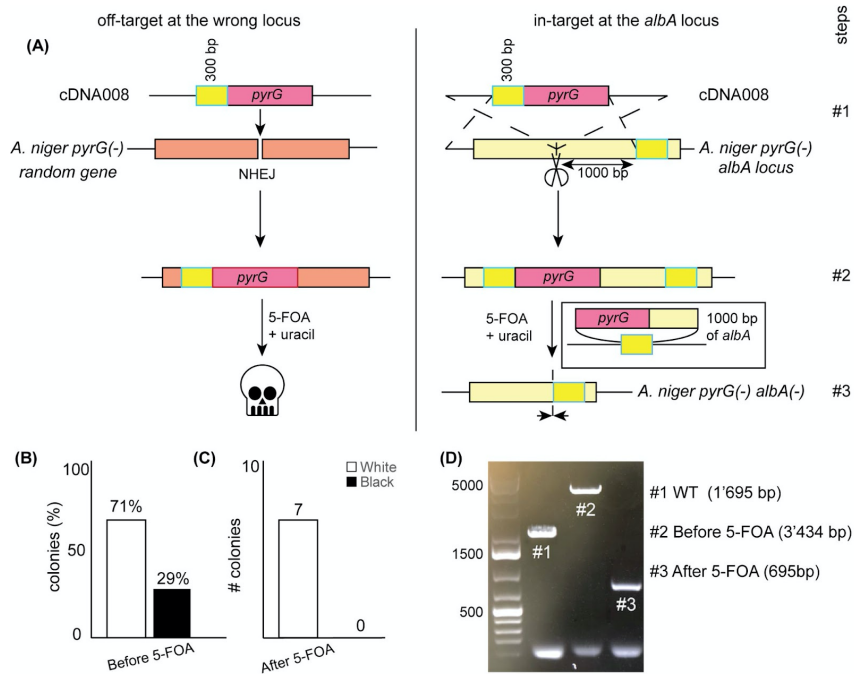 off-target at the wrong locus
in-target at the albA locus
steps
(A)
300 bp
300 bp
cDNA008
pyrG
pyrG
cDNA008
#1
A. niger pyrG(-)
random gene
NHEJ
1000 bp
A. niger pyrG(-)
albA locus
pyrG
pyrG
#2
5-FOA
+ uracil
5-FOA
+ uracil
pyrG
1000 bp
of albA
A. niger pyrG(-) albA(-)
#3
(B)
100
50
0
colonies (%)
71%
29%
Before 5-FOA
(C)
10
0
# colonies
7
0
After 5-FOA
White
Black
(D)
5000
1500
500
#1
#2
#3
#1 WT (1'695 bp)
#2 Before 5-FOA (3'434 bp)
#3 After 5-FOA (695bp)